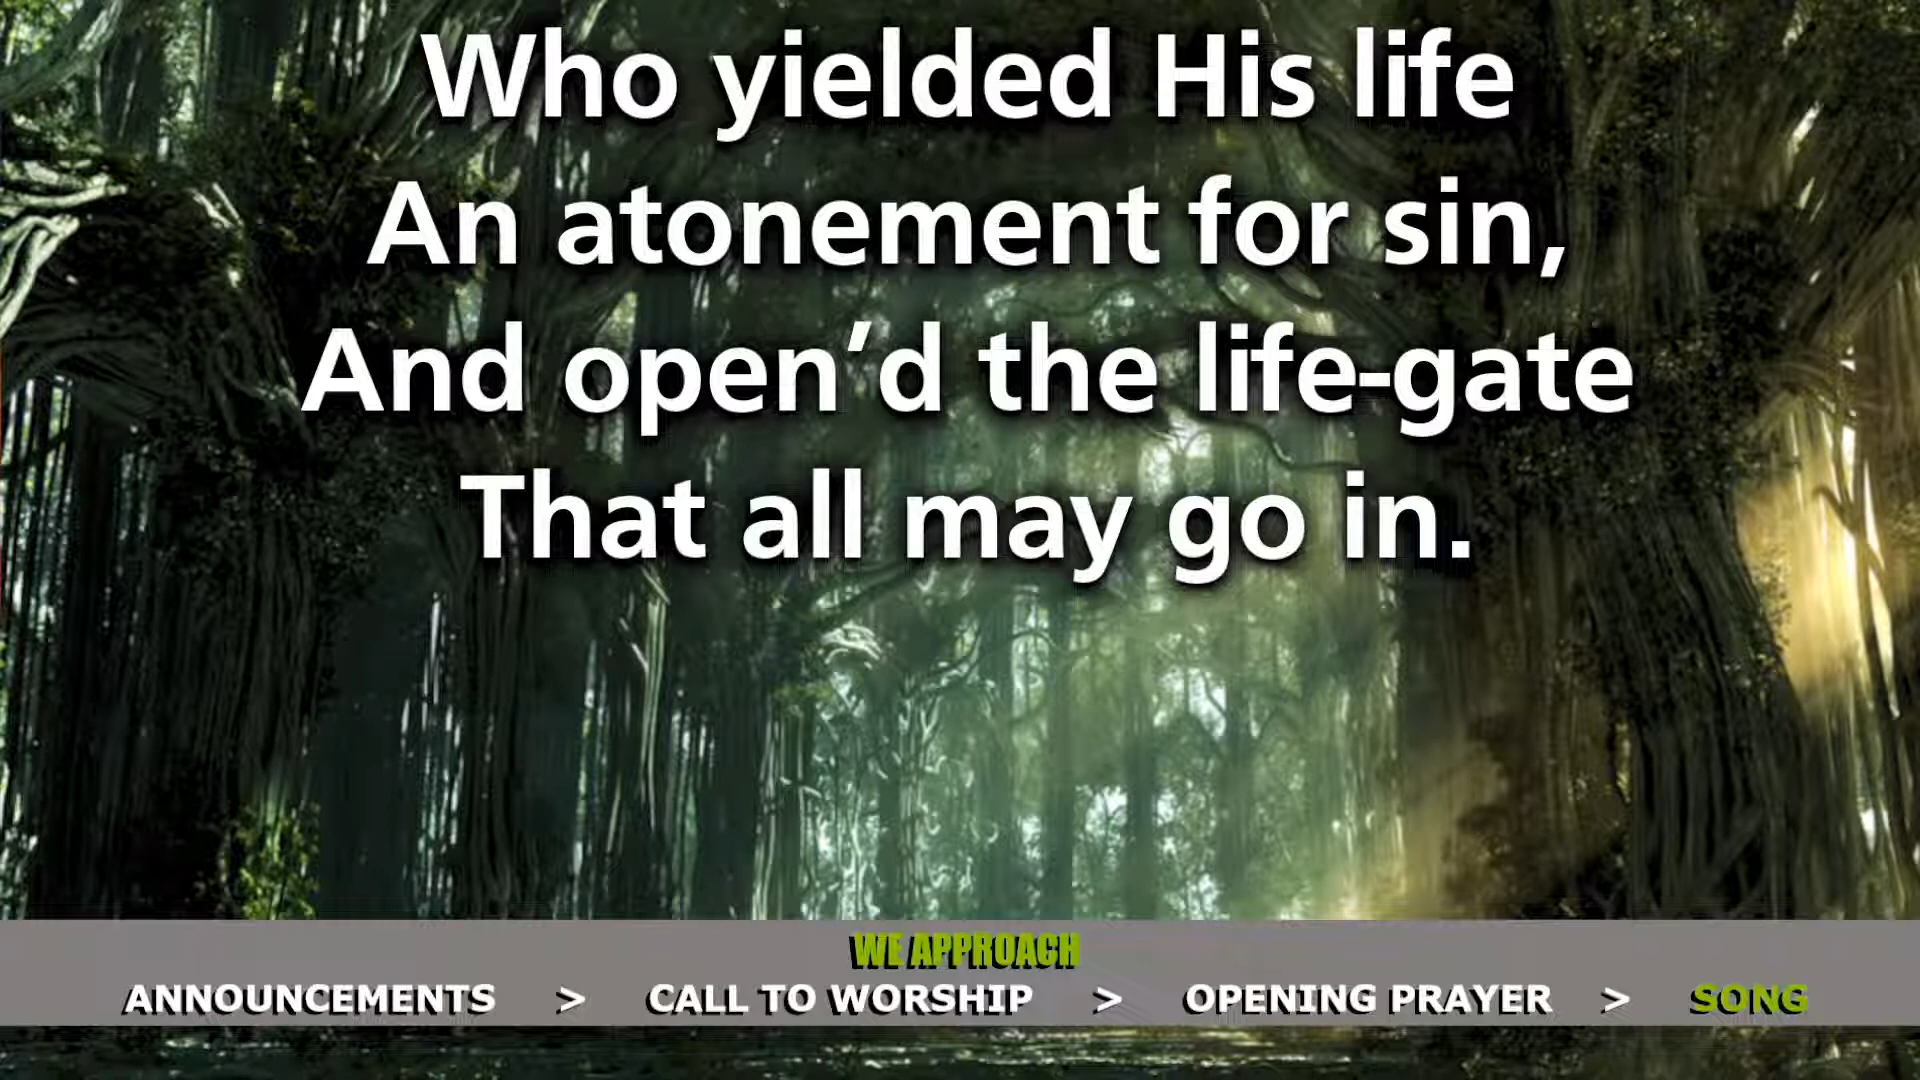 Who yielded His life
An atonement for sin,
And open’d the life-gate
That all may go in.
WE APPROACH
ANNOUNCEMENTS > CALL TO WORSHIP > OPENING PRAYER > SONG